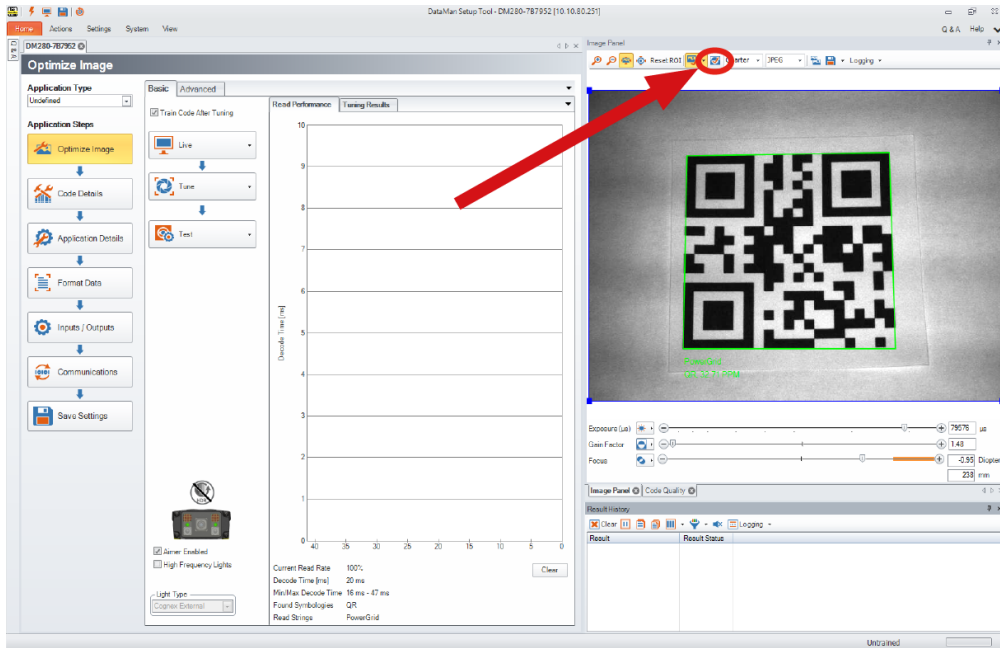 DataMan Setup Tool - DM280-7B7952 [10.10.80.251]
Home Actions Settings System View
Q & A Help
DM280-7B7952
Optimize Image
Application Type
Undefined
Application Steps
Optimize Image
Code Details
Application Details
Format Data
Inputs / Outputs
Communications
Save Settings
Basic Advanced
Train Code After Tuning
Live
Tune
Test
Aimer Enabled
High Frequency Lights
Light Type
Cognex External
Read Performance Tuning Results
10
9
8
7
6
5
4
3
2
1
0
Decode Time [ms]
40 35 30 25 20 15 10 5 0
Current Read Rate 100%
Decode Time [ms] 20 ms
Min/Max Decode Time 16 ms - 47 ms
Found Symbologies QR
Read Strings PowerGrid
Clear
Image Panel
Reset ROI JPEG Logging
Exposure (µs) 79576 µs
Gain Factor 1.48
Focus -0.95 Diopter
238 mm
Image Panel Code Quality
Result History
Clear Logging
Result Result Status
Untrained